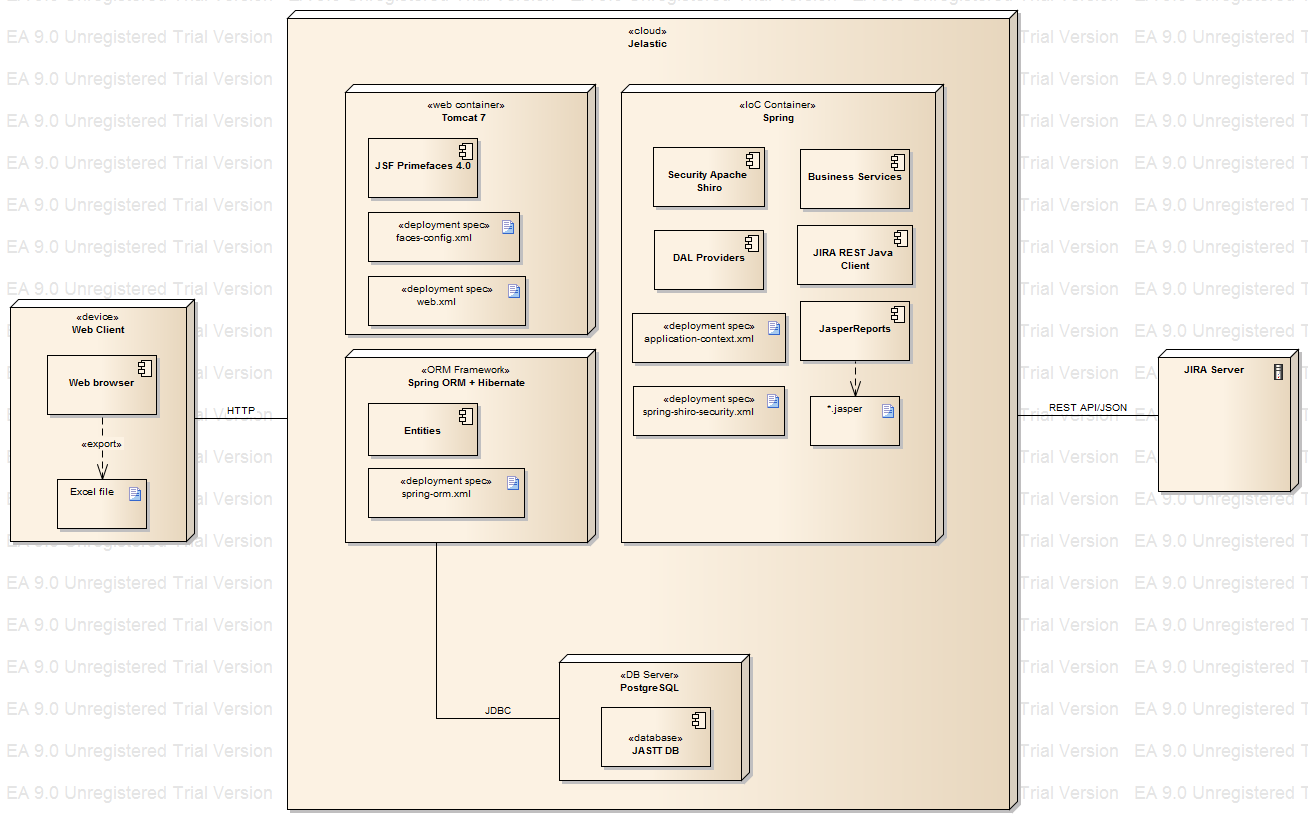 «cloud»
Jelastic
«web container»
Tomcat 7
JSF Primefaces 4.0
«deployment spec»
faces-config.xml
«deployment spec»
web.xml
«IoC Container»
Spring
Security Apache
Shiro
Business Services
DAL Providers
JIRA REST Java
Client
«deployment spec»
application-context.xml
JasperReports
«deployment spec»
spring-shiro-security.xml
*.jasper
«device»
Web Client
Web browser
«export»
Excel file
HTTP
«ORM Framework»
Spring ORM + Hibernate
Entities
«deployment spec»
spring-orm.xml
REST API/JSON
JIRA Server
JDBC
«DB Server»
PostgreSQL
«database»
JASTT DB
EA 9.0 Unregistered Trial Version